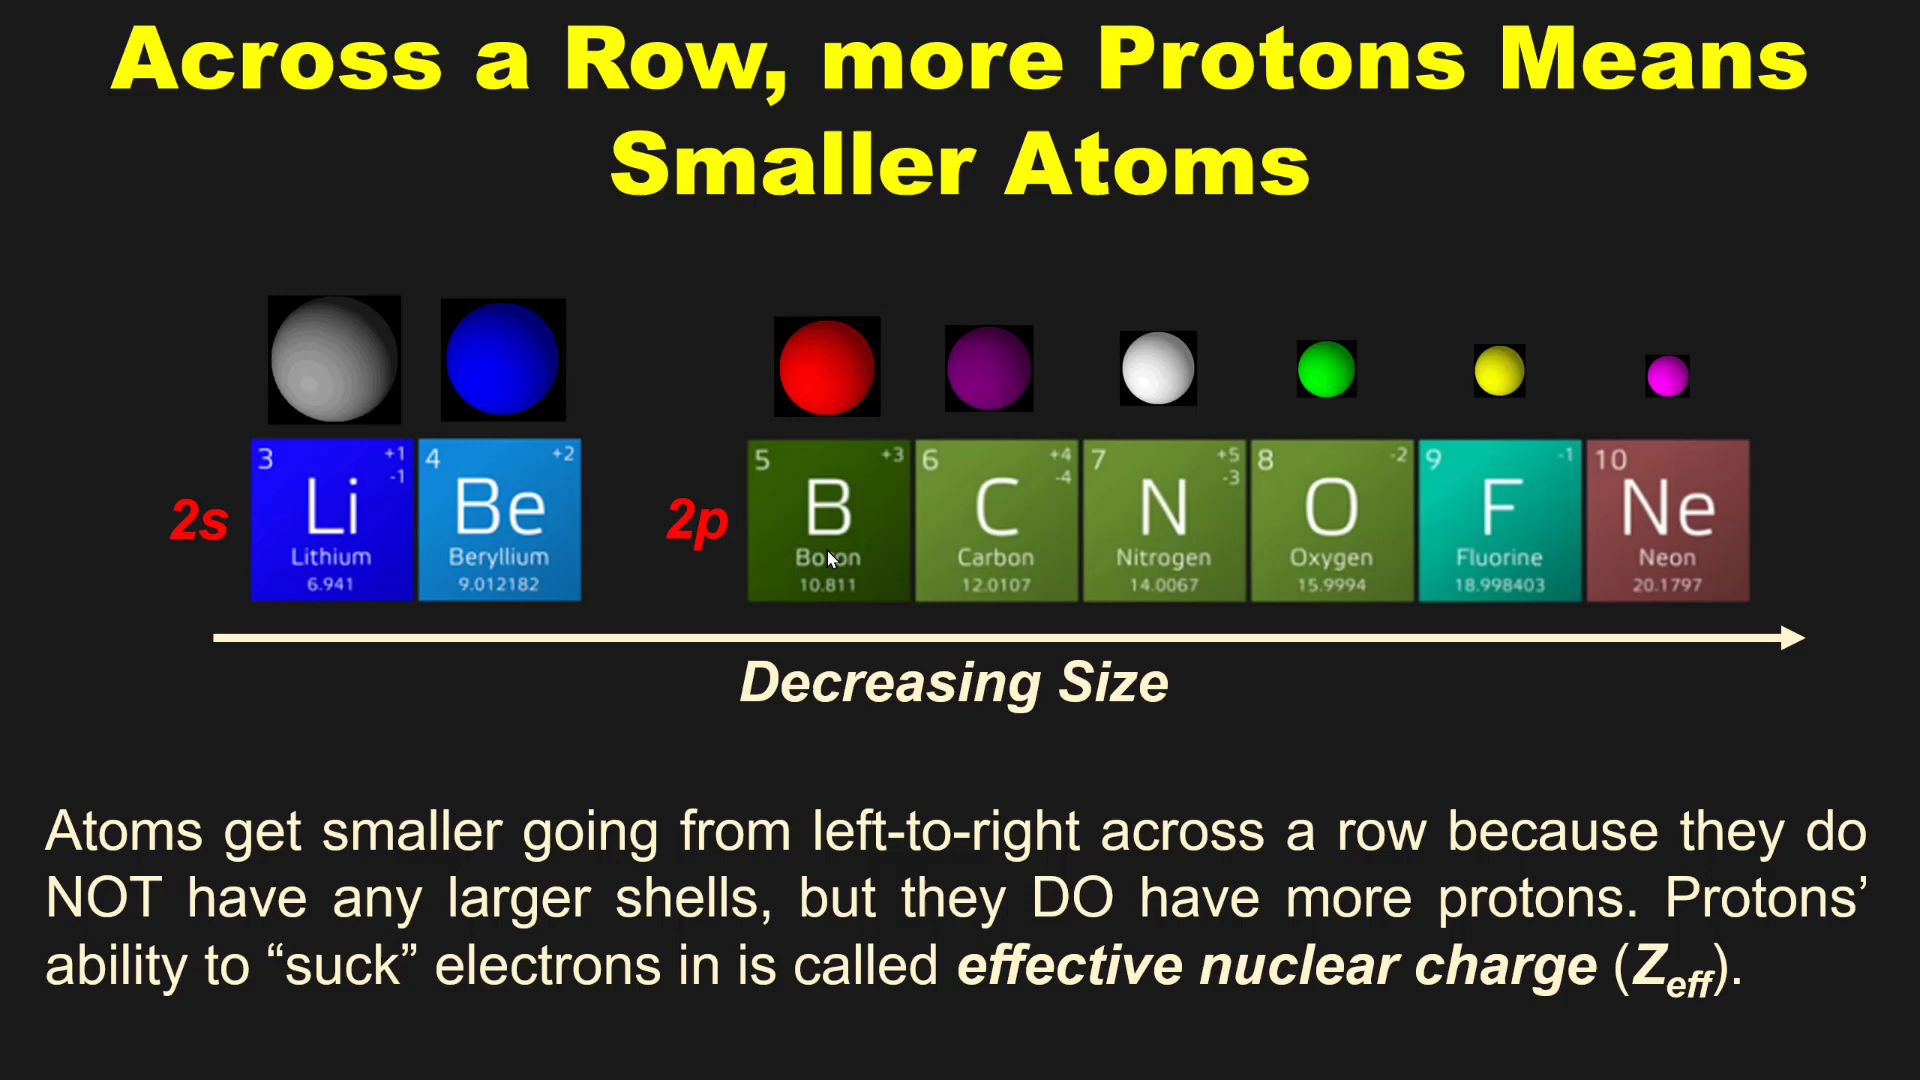 Across a Row, more Protons Means
Smaller Atoms
2s
3 +1 -1
Li
Lithium
6.941
4 +2
Be
Beryllium
9.012182
2p
5 +3
B
Boron
10.811
6 +4 -4
C
Carbon
12.0107
7 +5 -3
N
Nitrogen
14.0067
8 -2
O
Oxygen
15.9994
9 -1
F
Fluorine
18.998403
10
Ne
Neon
20.1797
Decreasing Size
Atoms get smaller going from left-to-right across a row because they do
NOT have any larger shells, but they DO have more protons. Protons’
ability to “suck” electrons in is called effective nuclear charge (Zeff).